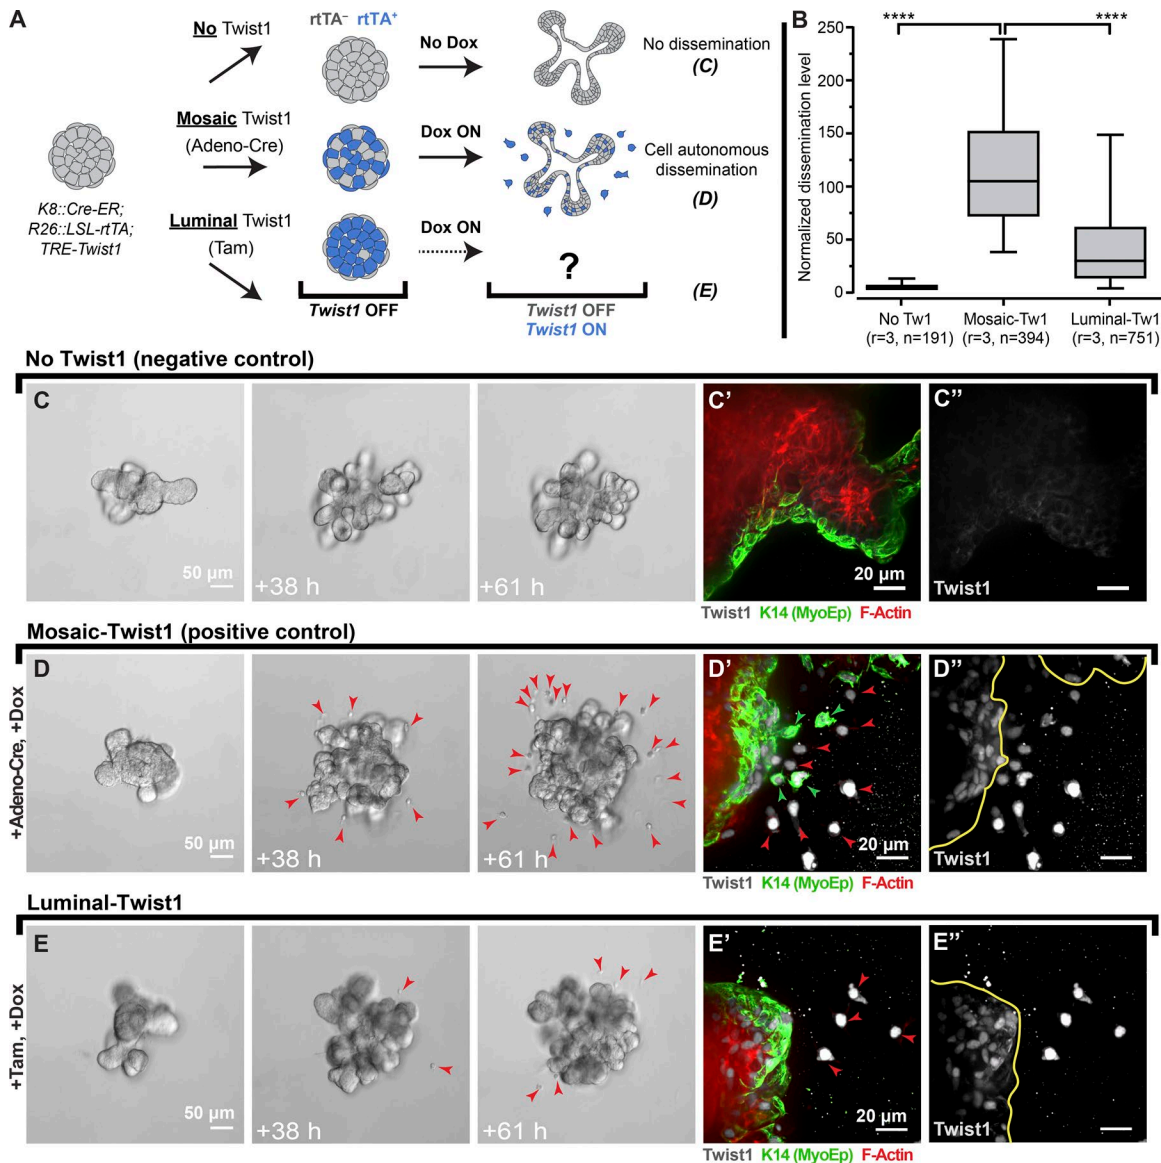 A
No Twist1
rtTA⁻ rtTA⁺
No Dox
No dissemination
(C)
Mosaic Twist1
(Adeno-Cre)
Dox ON
Cell autonomous
dissemination
(D)
K8::Cre-ER;
R26::LSL-rtTA;
TRE-Twist1
Luminal Twist1
(Tam)
Dox ON
?
(E)
Twist1 OFF
Twist1 OFF
Twist1 ON
B
****
****
Normalized dissemination level
250
200
150
100
50
0
No Tw1
(r=3, n=191)
Mosaic-Tw1
(r=3, n=394)
Luminal-Tw1
(r=3, n=751)
No Twist1 (negative control)
C
50 µm
+38 h
+61 h
C'
20 µm
C''
Twist1
Twist1 K14 (MyoEp) F-Actin
Mosaic-Twist1 (positive control)
+Adeno-Cre, +Dox
D
50 µm
+38 h
+61 h
D'
20 µm
D''
Twist1
Twist1 K14 (MyoEp) F-Actin
Luminal-Twist1
+Tam, +Dox
E
50 µm
+38 h
+61 h
E'
20 µm
E''
Twist1
Twist1 K14 (MyoEp) F-Actin